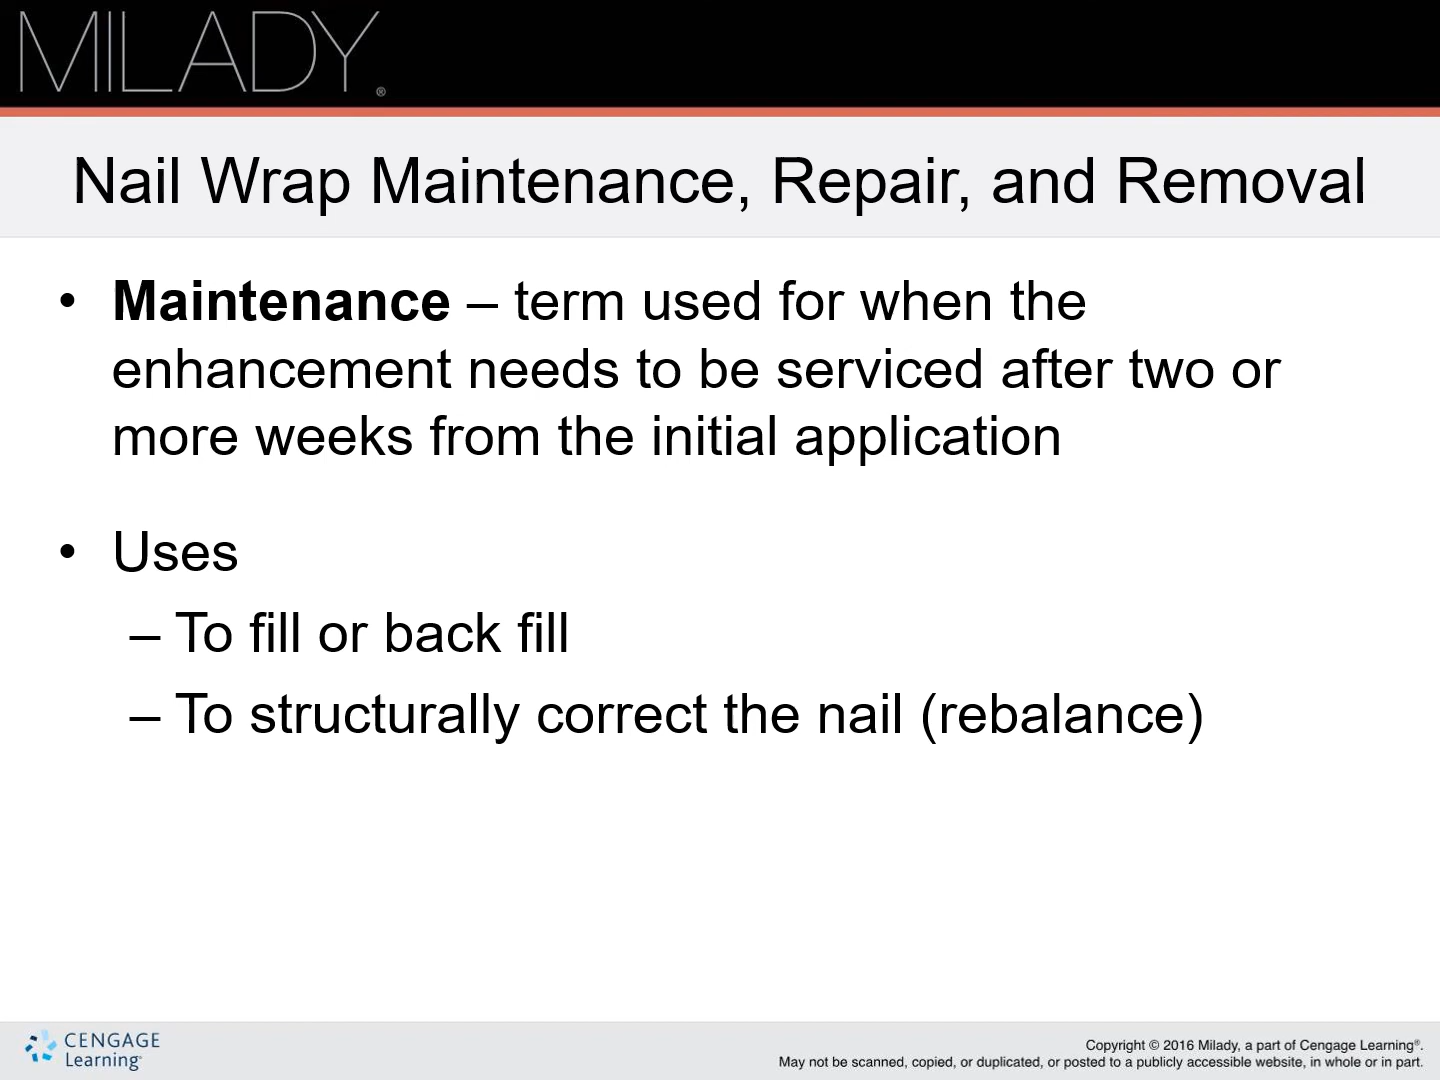 MILADY®
Nail Wrap Maintenance, Repair, and Removal
• Maintenance – term used for when the
enhancement needs to be serviced after two or
more weeks from the initial application
• Uses
– To fill or back fill
– To structurally correct the nail (rebalance)
CENGAGE
Learning
Copyright © 2016 Milady, a part of Cengage Learning®.
May not be scanned, copied, or duplicated, or posted to a publicly accessible website, in whole or in part.